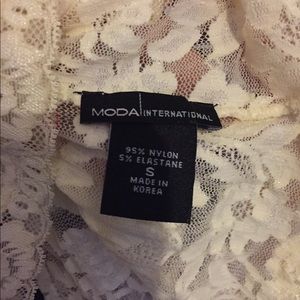 MODA INTERNATIONAL
95% NYLON
5% ELASTANE
S
MADE IN
KOREA